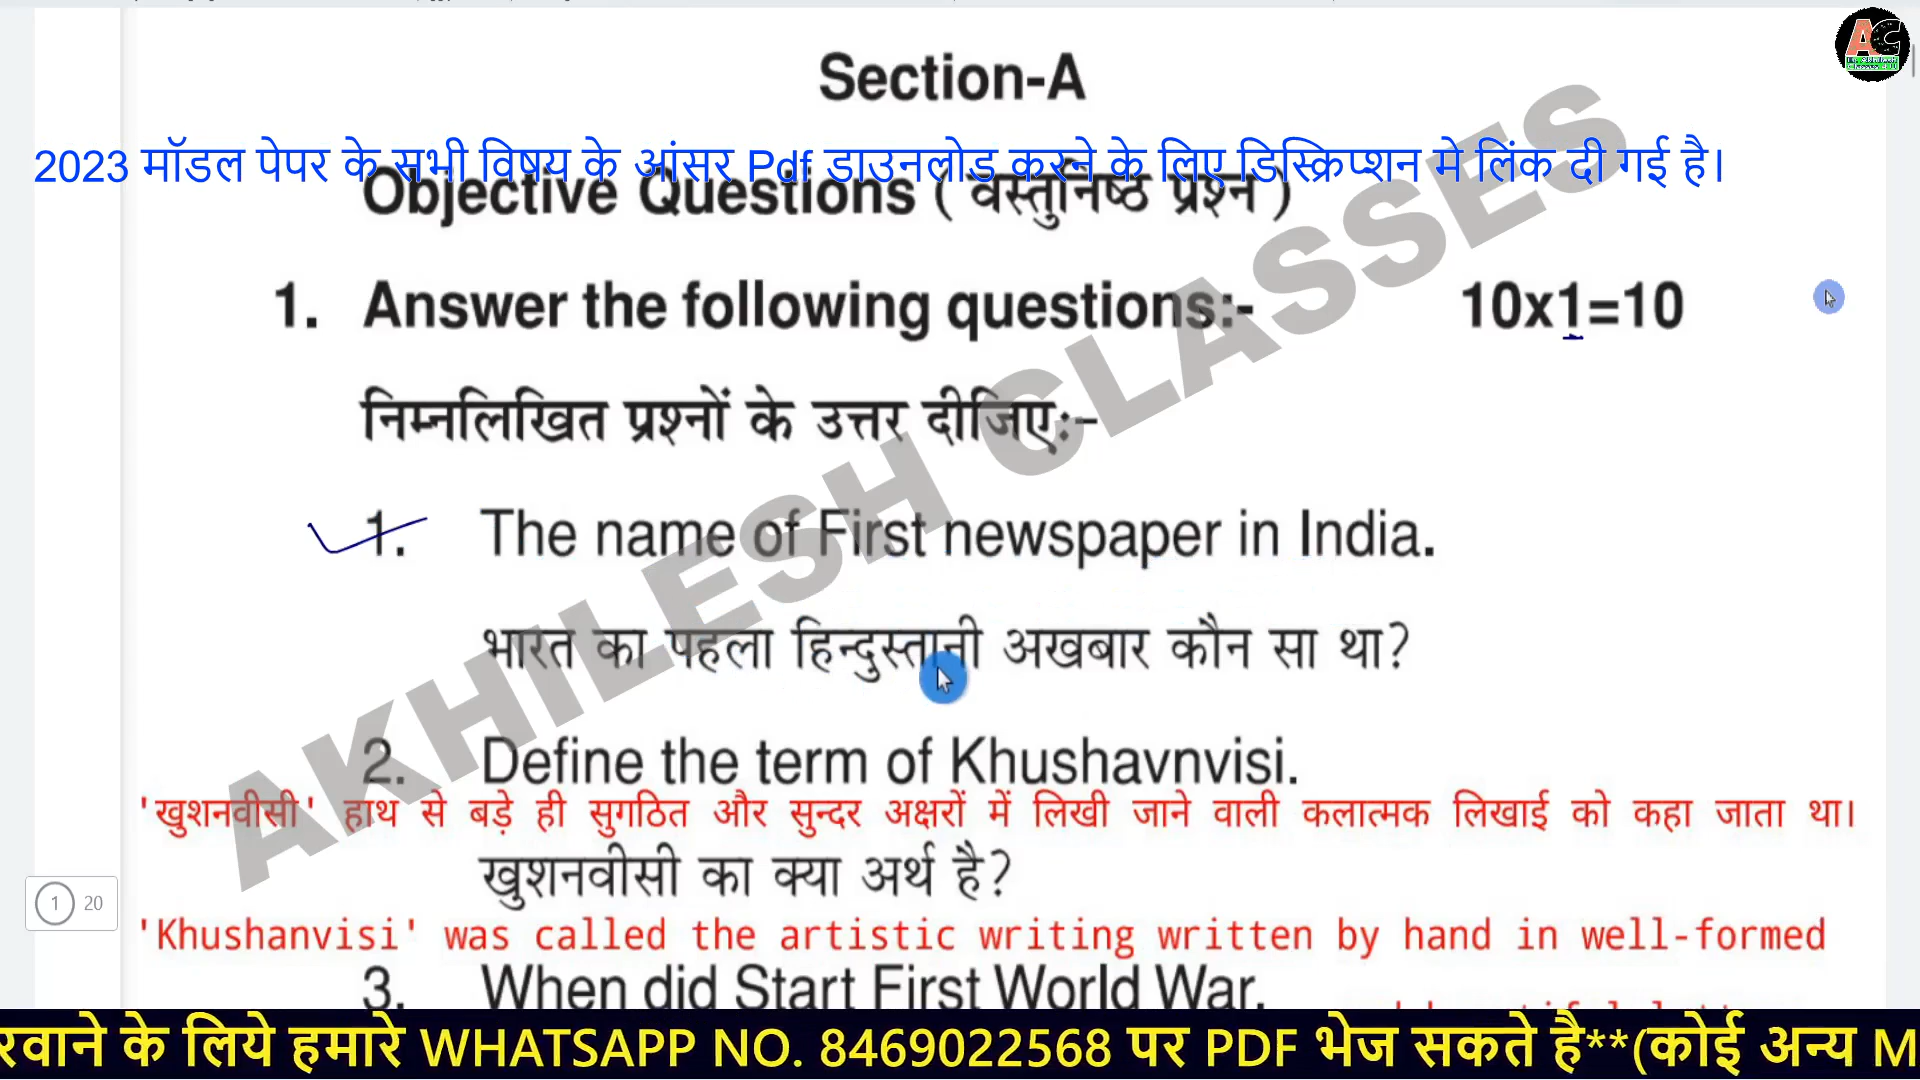 Section-A
2023 मॉडल पेपर के सभी विषय के आंसर Pdf डाउनलोड करने के लिए डिस्क्रिप्शन मे लिंक दी गई है।
Objective Questions ( वस्तुनिष्ठ प्रश्न )
1. Answer the following questions:- 10x1=10
निम्नलिखित प्रश्नों के उत्तर दीजिए:-
1. The name of First newspaper in India.
भारत का पहला हिन्दुस्तानी अखबार कौन सा था?
2. Define the term of Khushavnvisi.
'खुशनवीसी' हाथ से बड़े ही सुगठित और सुन्दर अक्षरों में लिखी जाने वाली कलात्मक लिखाई को कहा जाता था।
खुशनवीसी का क्या अर्थ है?
'Khushanvisi' was called the artistic writing written by hand in well-formed
3. When did Start First World War.
रवाने के लिये हमारे WHATSAPP NO. 8469022568 पर PDF भेज सकते है**(कोई अन्य M
AKHILESH CLASSES
1 20
AC